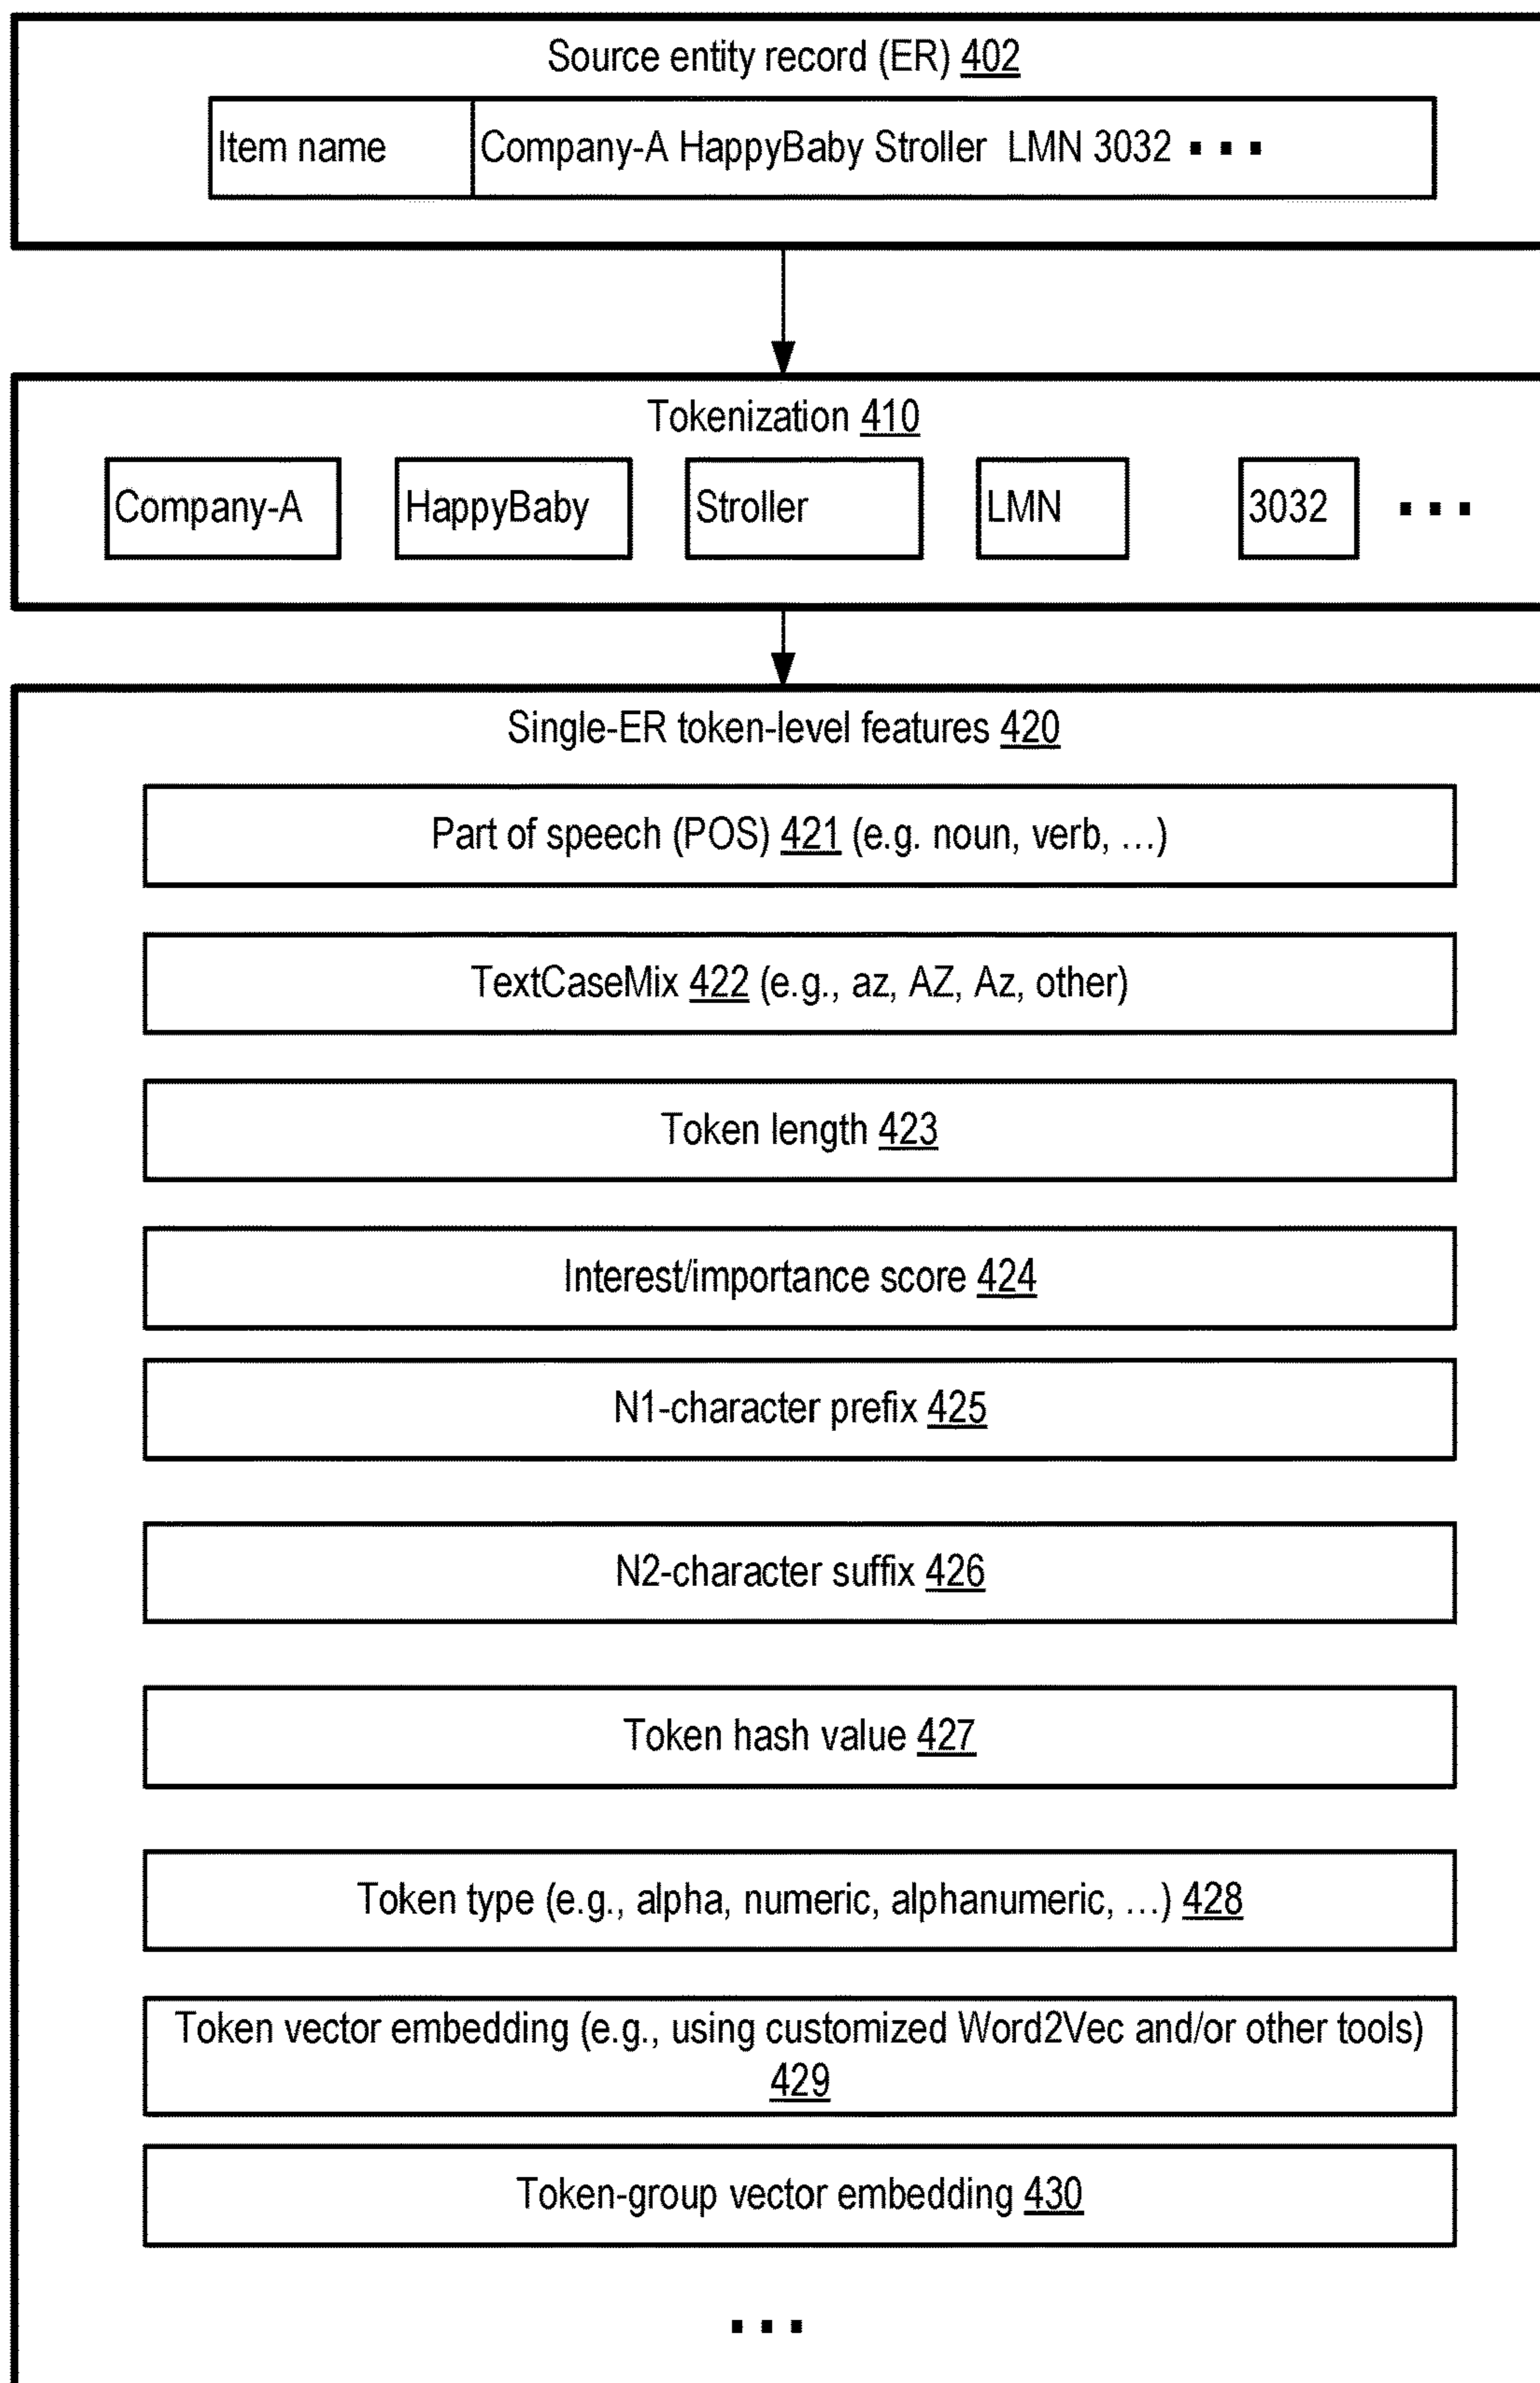 Source entity record (ER) 402
Item name Company-A HappyBaby Stroller LMN 3032 ...
Tokenization 410
Company-A HappyBaby Stroller LMN 3032 ...
Single-ER token-level features 420
Part of speech (POS) 421 (e.g. noun, verb, ...)
TextCaseMix 422 (e.g., az, AZ, Az, other)
Token length 423
Interest/importance score 424
N1-character prefix 425
N2-character suffix 426
Token hash value 427
Token type (e.g., alpha, numeric, alphanumeric, ...) 428
Token vector embedding (e.g., using customized Word2Vec and/or other tools)
429
Token-group vector embedding 430
...